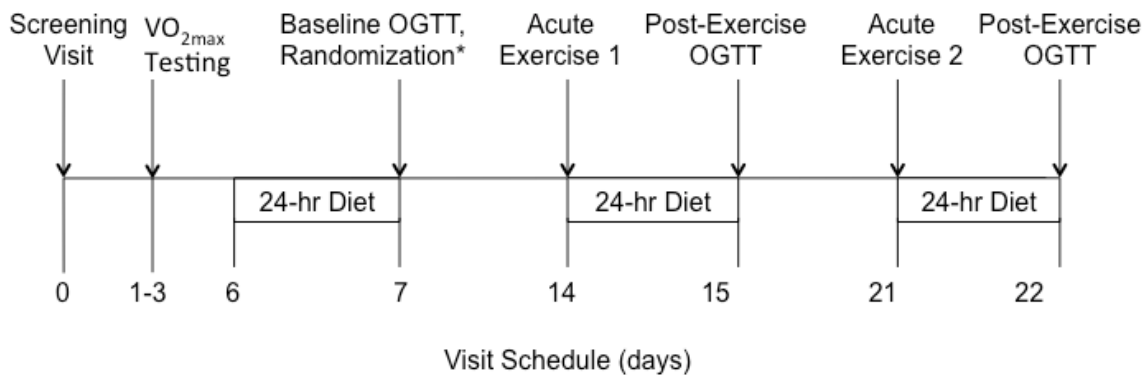 Screening
Visit
VO2max
Testing
Baseline OGTT,
Randomization*
Acute
Exercise 1
Post-Exercise
OGTT
Acute
Exercise 2
Post-Exercise
OGTT
24-hr Diet
24-hr Diet
24-hr Diet
0
1-3
6
7
14
15
21
22
Visit Schedule (days)